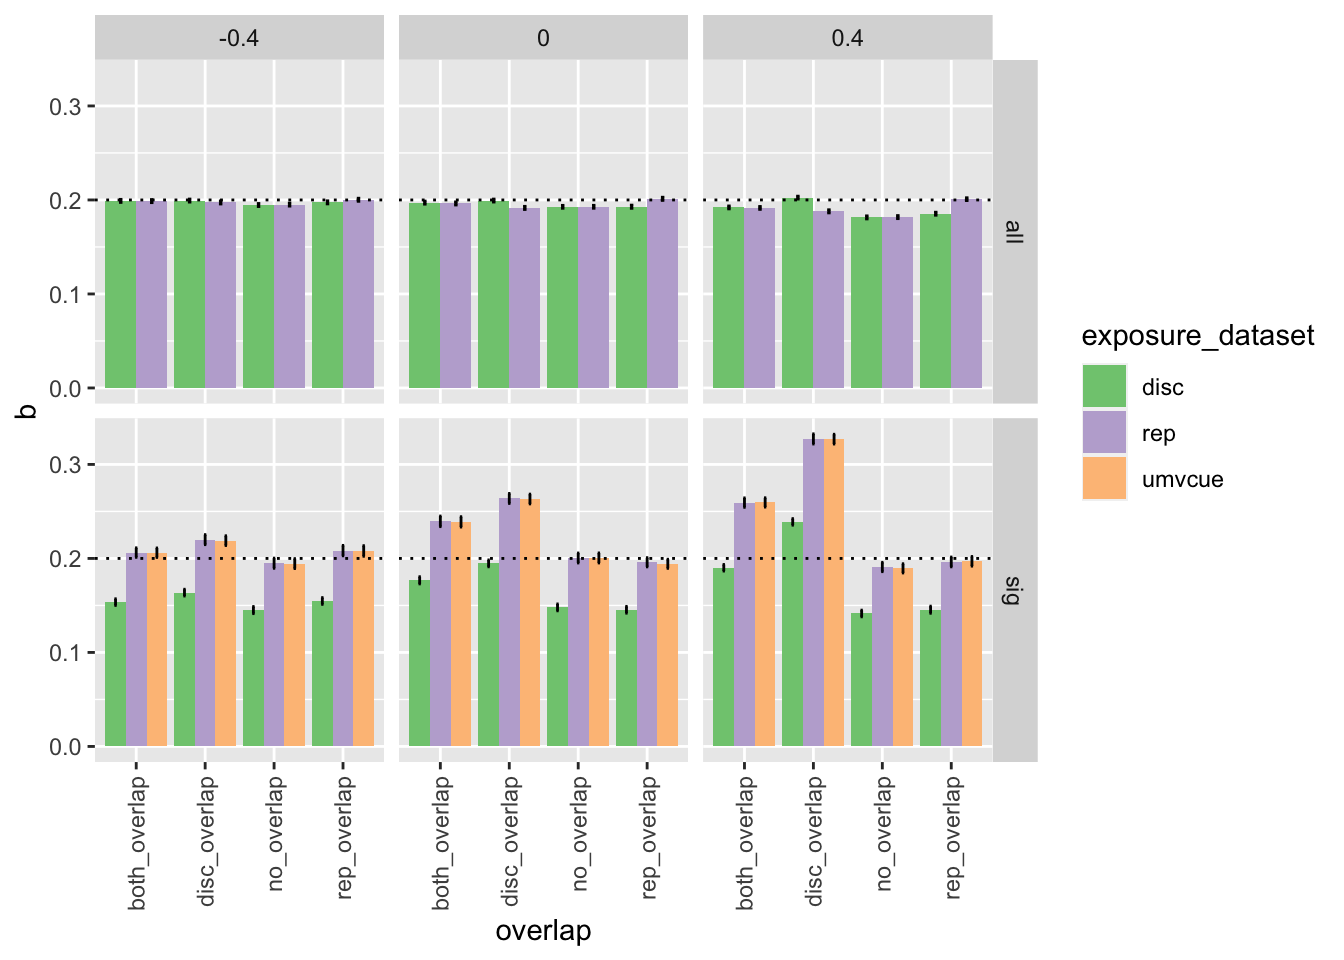 -0.4
0
0.4
0.3
0.2
0.1
0.0
all
b
0.3
0.2
0.1
0.0
sig
both_overlap
disc_overlap
no_overlap
rep_overlap
both_overlap
disc_overlap
no_overlap
rep_overlap
both_overlap
disc_overlap
no_overlap
rep_overlap
overlap
exposure_dataset
disc
rep
umvcue